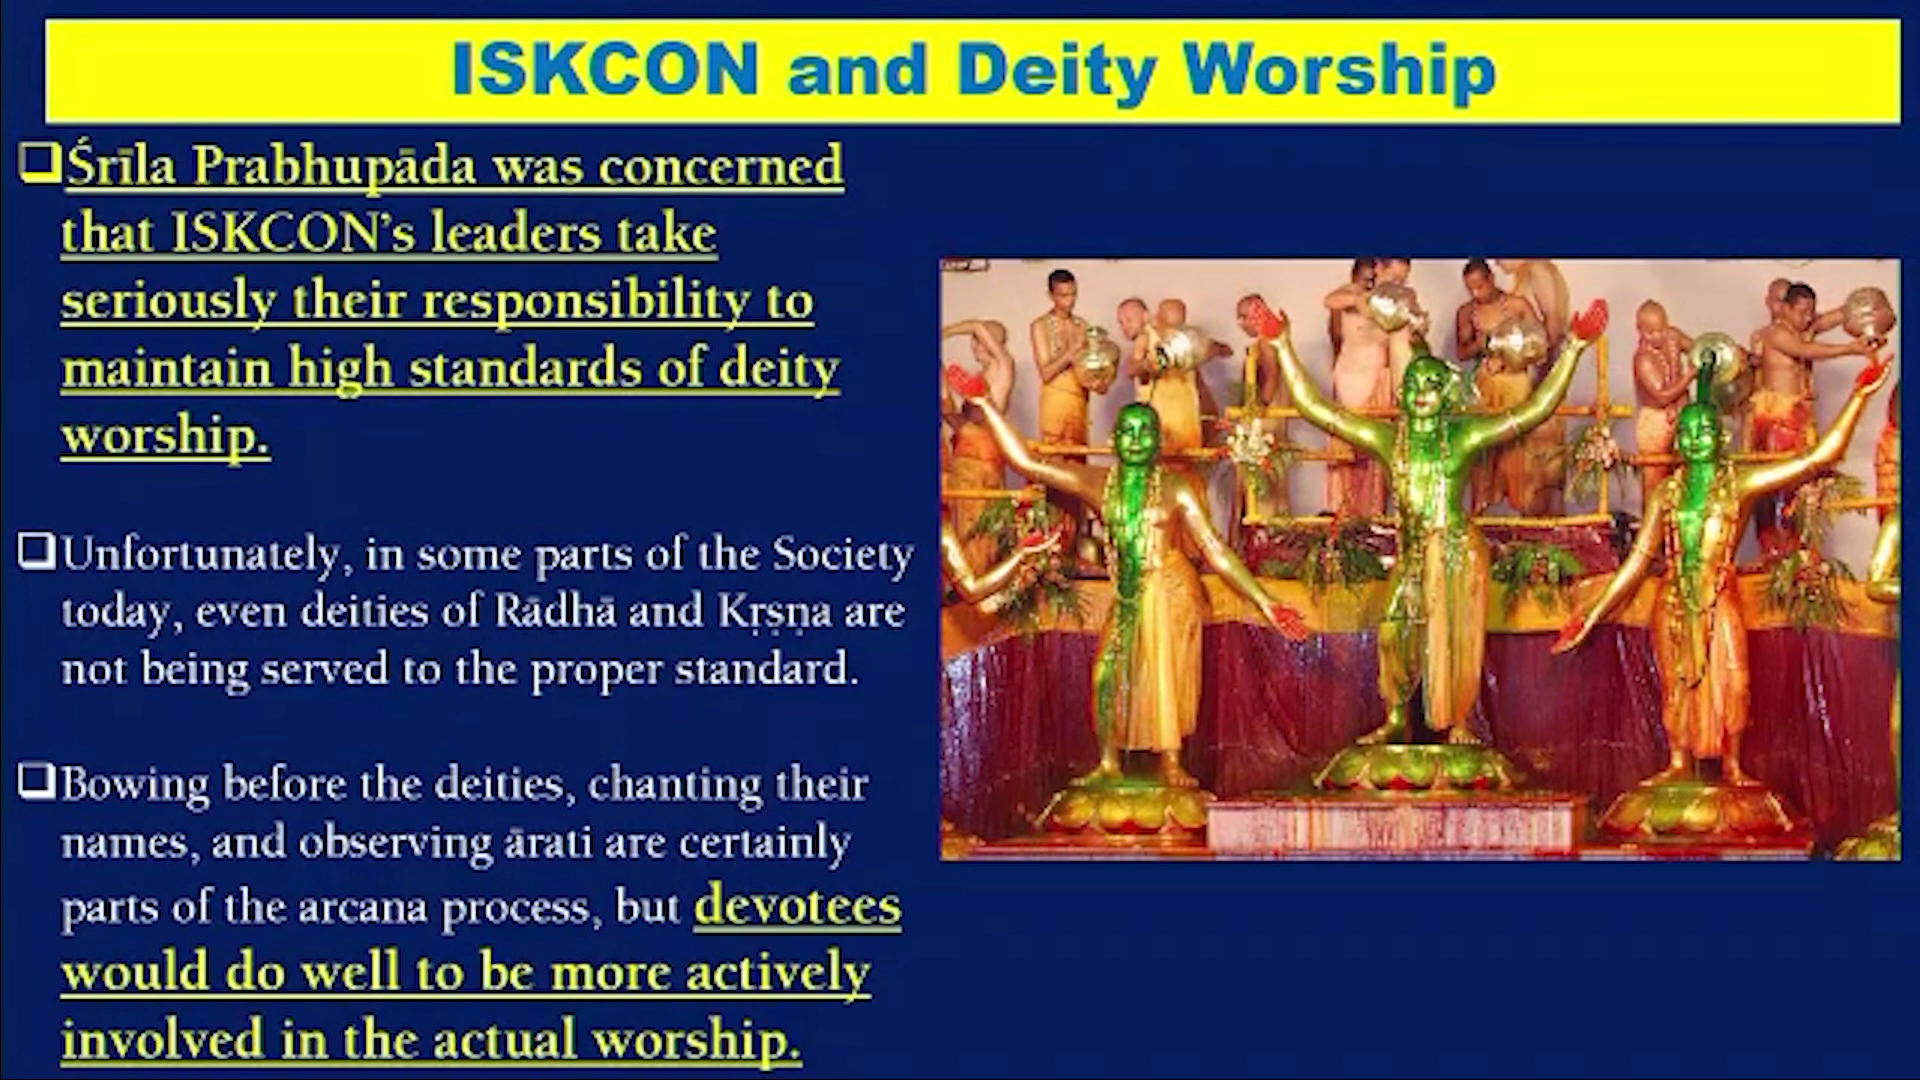 ISKCON and Deity Worship
Śrīla Prabhupāda was concerned
that ISKCON's leaders take
seriously their responsibility to
maintain high standards of deity
worship.
Unfortunately, in some parts of the Society
today, even deities of Rādhā and Kṛṣṇa are
not being served to the proper standard.
Bowing before the deities, chanting their
names, and observing ārati are certainly
parts of the arcana process, but devotees
would do well to be more actively
involved in the actual worship.